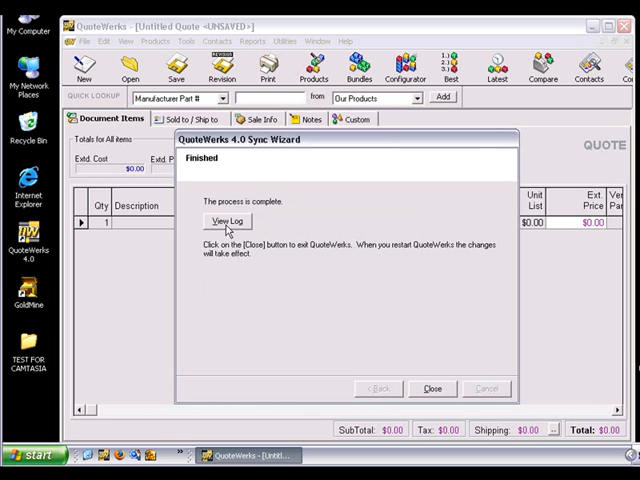 My Computer
My Network
Places
Recycle Bin
Internet
Explorer
QuoteWerks
4.0
GoldMine
TEST FOR
CAMTASIA
QuoteWerks - [Untitled Quote <UNSAVED>]
File Edit View Products Tools Contacts Reports Utilities Window Help
New Open Save REVISION Revision Print Products Bundles Configurator Best Latest Compare Contacts Co
QUICK LOOKUP Manufacturer Part # from Our Products Add
Document Items Sold to / Ship to Sale Info Notes Custom
Totals for All items
Extd. Cost Extd. P
$0.00
QUOTE
Qty Description Unit List Ext. Price Ver Par
1 $0.00 $0.00
QuoteWerks 4.0 Sync Wizard
Finished
The process is complete.
View Log
Click on the [Close] button to exit QuoteWerks. When you restart QuoteWerks the changes
will take effect.
< Back Close Cancel
SubTotal: $0.00 Tax: $0.00 Shipping: $0.00 ... Total: $0.00
start » QuoteWerks - [Untitl...